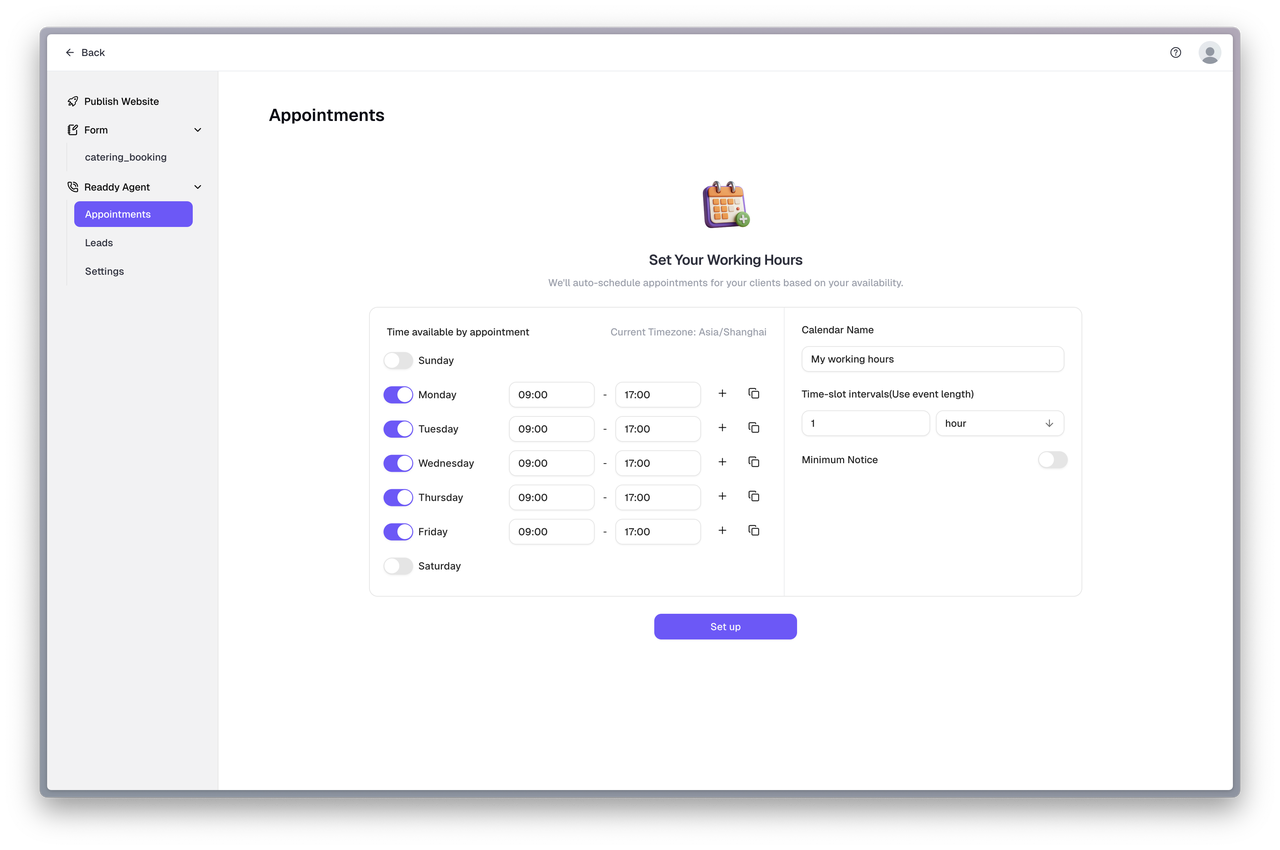 Back
Publish Website
Form
catering_booking
Readdy Agent
Appointments
Leads
Settings
Appointments
Set Your Working Hours
We'll auto-schedule appointments for your clients based on your availability.
Time available by appointment Current Timezone: Asia/Shanghai
Sunday
Monday 09:00 - 17:00
Tuesday 09:00 - 17:00
Wednesday 09:00 - 17:00
Thursday 09:00 - 17:00
Friday 09:00 - 17:00
Saturday
Calendar Name
My working hours
Time-slot intervals(Use event length)
1 hour
Minimum Notice
Set up